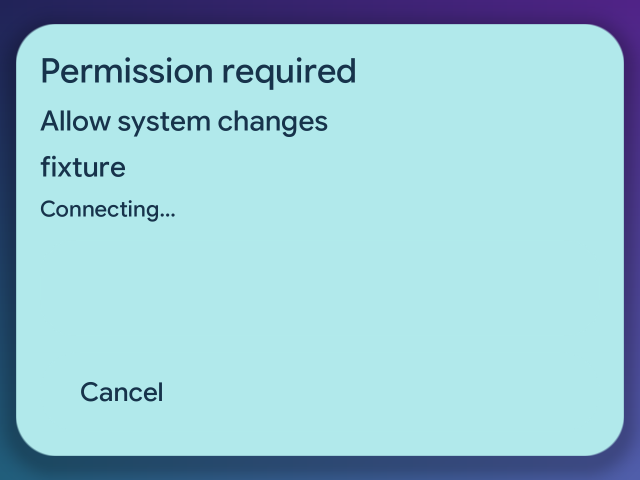 Permission required
Allow system changes
fixture
Connecting...
Cancel